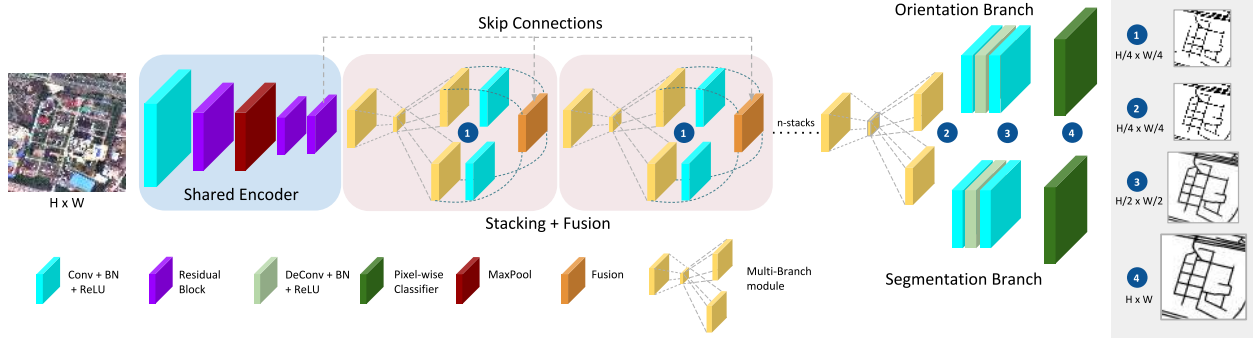 Skip Connections
Orientation Branch
1
H/4 x W/4
2
H/4 x W/4
3
H/2 x W/2
4
H x W
1
1
n-stacks
2
3
4
Shared Encoder
H x W
Stacking + Fusion
Segmentation Branch
Conv + BN
+ ReLU
Residual
Block
DeConv + BN
+ ReLU
Pixel-wise
Classifier
MaxPool
Fusion
Multi-Branch
module